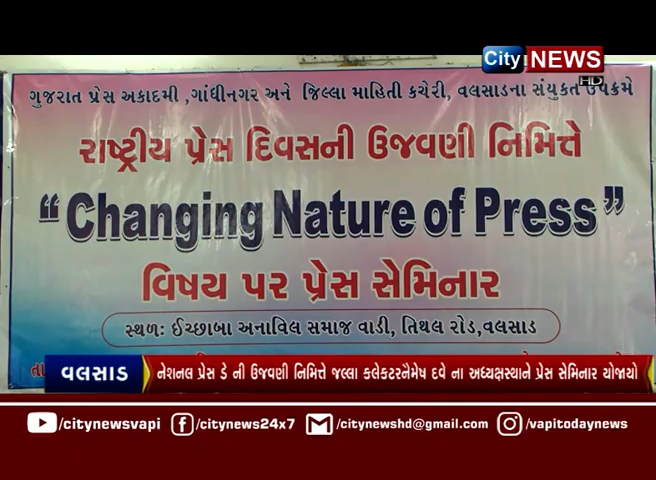 City NEWS
HD
ગુજરાત પ્રેસ અકાદમી ,ગાંધીનગર અને જિલ્લા માહિતી કચેરી, વલસાડના સંયુકત ઉપક્રમે
રાષ્ટ્રીય પ્રેસ દિવસની ઉજવણી નિમિત્તે
“Changing Nature of Press”
વિષય પર પ્રેસ સેમિનાર
સ્થળ: ઈચ્છાબા અનાવિલ સમાજ વાડી, તિથલ રોડ,વલસાડ
વલસાડ
નેશનલ પ્રેસ ડે ની ઉજવણી નિમિત્તે જલ્લા કલેકટરનૈમેષ દવે ના અધ્યક્ષસ્થાને પ્રેસ સેમિનાર યોજાયો
/citynewsvapi /citynews24x7 /citynewshd@gmail.com /vapitodaynews